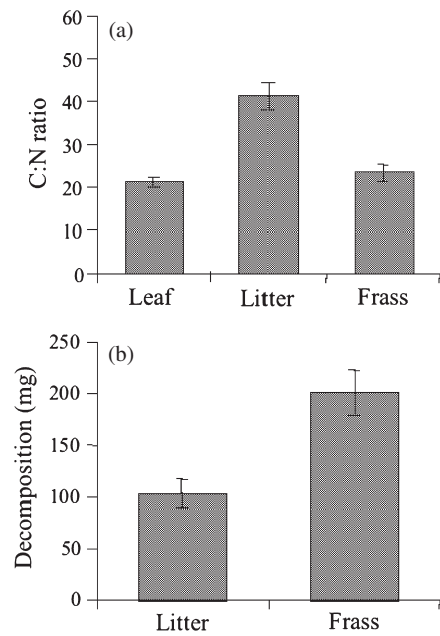 (a)
C:N ratio
60
50
40
30
20
10
0
Leaf Litter Frass
(b)
Decomposition (mg)
250
200
150
100
50
0
Litter Frass